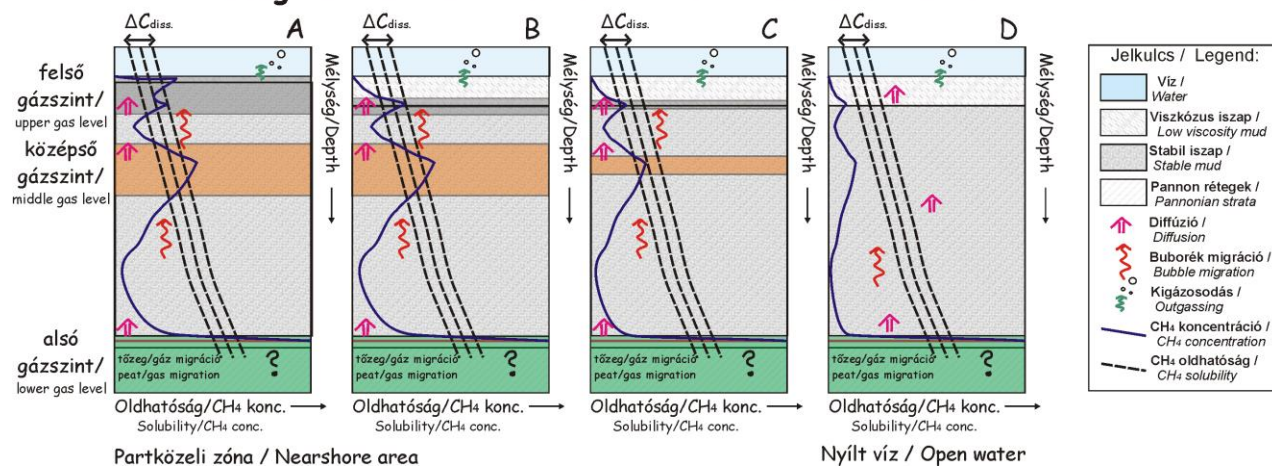 ΔCdiss. A
ΔCdiss. B
ΔCdiss. C
ΔCdiss. D
felső
gázszint/
upper gas level
középső
gázszint/
middle gas level
alsó
gázszint/
lower gas level
Mélység/Depth
Mélység/Depth
Mélység/Depth
Mélység/Depth
tőzeg/gáz migráció
peat/gas migration
?
tőzeg/gáz migráció
peat/gas migration
?
tőzeg/gáz migráció
peat/gas migration
?
tőzeg/gáz migráció
peat/gas migration
?
Oldhatóság/CH4 konc.
Solubility/CH4 conc.
Oldhatóság/CH4 konc.
Solubility/CH4 conc.
Oldhatóság/CH4 konc.
Solubility/CH4 conc.
Oldhatóság/CH4 konc.
Solubility/CH4 conc.
Partközeli zóna / Nearshore area
Nyílt víz / Open water
Jelkulcs / Legend:
Víz /
Water
Viszkózus iszap /
Low viscosity mud
Stabil iszap /
Stable mud
Pannon rétegek /
Pannonian strata
Diffúzió /
Diffusion
Buborék migráció /
Bubble migration
Kigázosodás /
Outgassing
CH4 koncentráció /
CH4 concentration
CH4 oldhatóság /
CH4 solubility